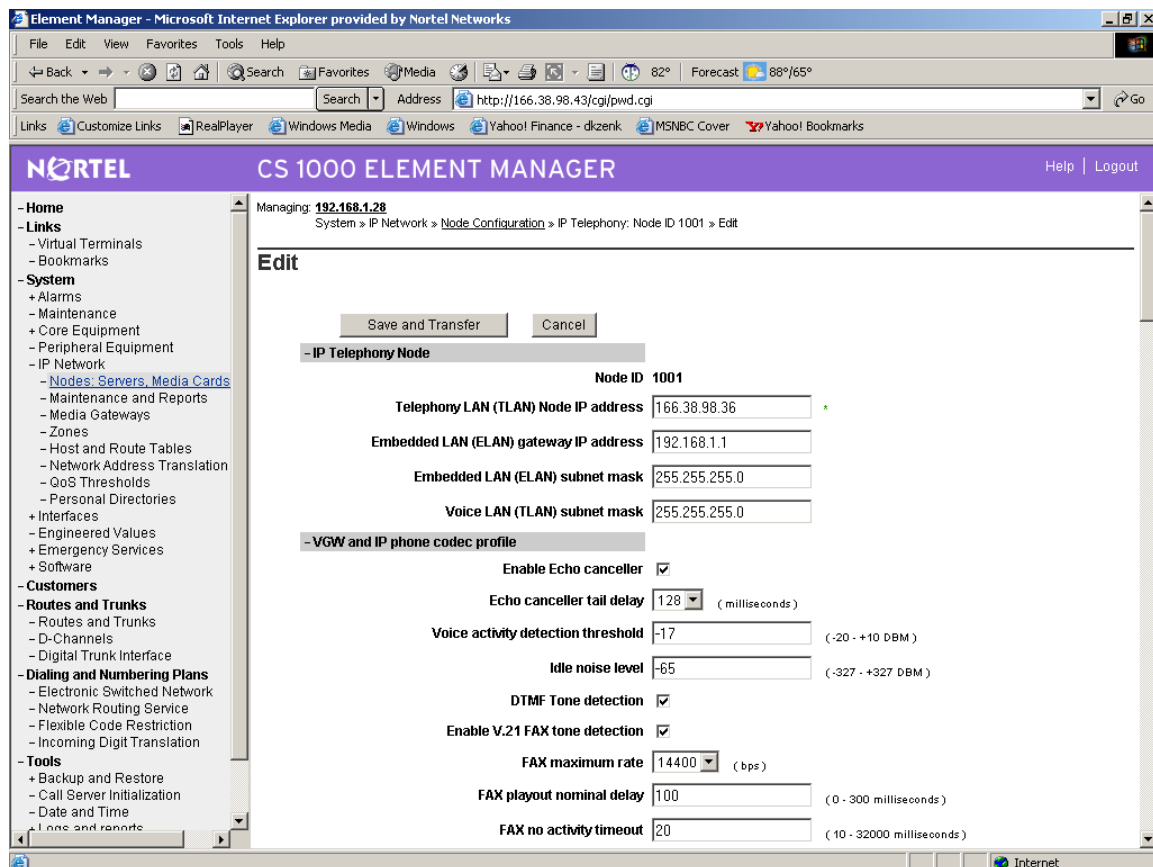 Element Manager - Microsoft Internet Explorer provided by Nortel Networks
File Edit View Favorites Tools Help
Back Search Favorites Media 82° Forecast 88°/65°
Search the Web Search Address http://166.38.98.43/cgi/pwd.cgi Go
Links Customize Links RealPlayer Windows Media Windows Yahoo! Finance - dkzenk MSNBC Cover Yahoo! Bookmarks
NORTEL CS 1000 ELEMENT MANAGER Help | Logout
- Home
- Links
- Virtual Terminals
- Bookmarks
- System
+ Alarms
- Maintenance
+ Core Equipment
- Peripheral Equipment
- IP Network
- Nodes: Servers, Media Cards
- Maintenance and Reports
- Media Gateways
- Zones
- Host and Route Tables
- Network Address Translation
- QoS Thresholds
- Personal Directories
+ Interfaces
- Engineered Values
+ Emergency Services
+ Software
- Customers
- Routes and Trunks
- Routes and Trunks
- D-Channels
- Digital Trunk Interface
- Dialing and Numbering Plans
- Electronic Switched Network
- Network Routing Service
- Flexible Code Restriction
- Incoming Digit Translation
- Tools
+ Backup and Restore
- Call Server Initialization
- Date and Time
+ Logs and reports
Managing: 192.168.1.28
System » IP Network » Node Configuration » IP Telephony: Node ID 1001 » Edit
Edit
Save and Transfer Cancel
- IP Telephony Node
Node ID 1001
Telephony LAN (TLAN) Node IP address 166.38.98.36 *
Embedded LAN (ELAN) gateway IP address 192.168.1.1
Embedded LAN (ELAN) subnet mask 255.255.255.0
Voice LAN (TLAN) subnet mask 255.255.255.0
- VGW and IP phone codec profile
Enable Echo canceller
Echo canceller tail delay 128 ( milliseconds )
Voice activity detection threshold -17 ( -20 - +10 DBM )
Idle noise level -65 ( -327 - +327 DBM )
DTMF Tone detection
Enable V.21 FAX tone detection
FAX maximum rate 14400 ( bps )
FAX playout nominal delay 100 ( 0 - 300 milliseconds )
FAX no activity timeout 20 ( 10 - 32000 milliseconds )
Internet